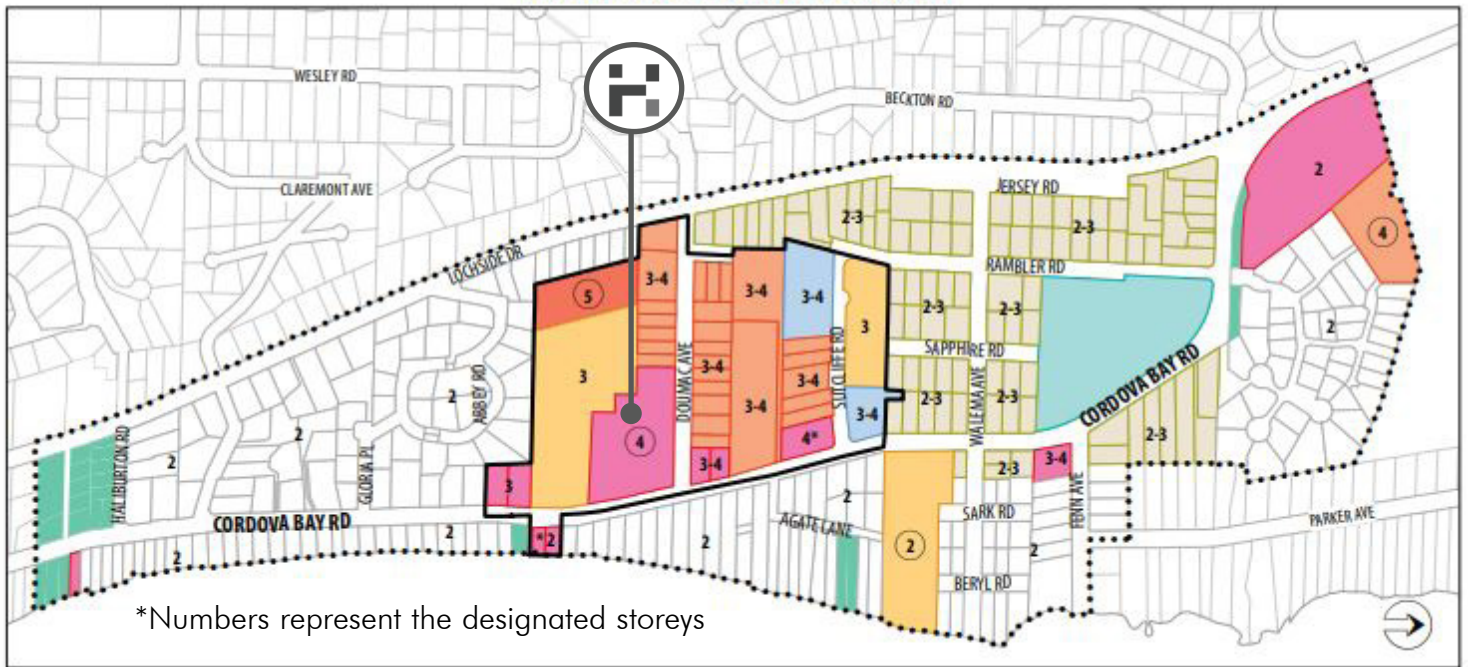 WESLEY RD
BECKTON RD
CLAREMONT AVE
JERSEY RD
2
2-3
2-3
4
LOCHSIDE DR
RAMBLER RD
5
3-4
3-4
3-4
2-3
2-3
3
2
SAPPHIRE RD
3
DOUMAC AVE
3-4
3-4
SUTCLIFFE RD
ABBEY RD
2
3-4
3-4
2-3
WALEMA AVE
2-3
CORDOVA BAY RD
HALIBURTON RD
2
2
GLORIA PL
4
4*
2-3
3
3-4
2
2-3
3-4
CORDOVA BAY RD
2
2
*2
2
AGATE LANE
2
SARK RD
2
FENN AVE
PARKER AVE
BERYL RD
*Numbers represent the designated storeys